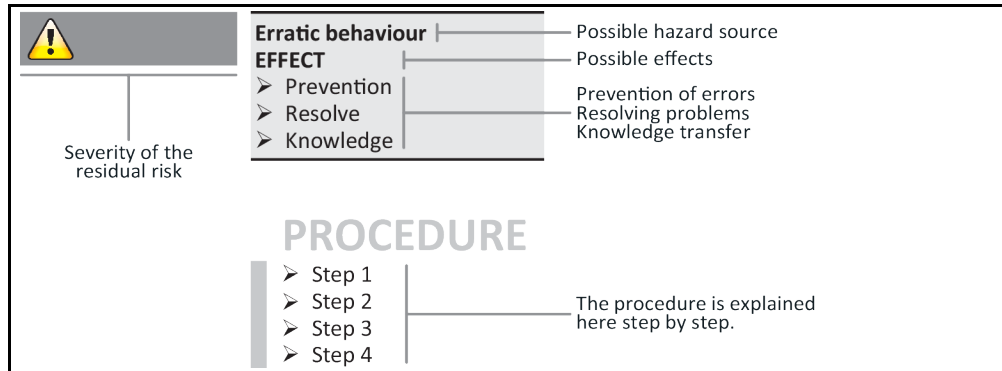 Erratic behaviour
Possible hazard source
EFFECT
Possible effects
➤ Prevention
➤ Resolve
➤ Knowledge
Prevention of errors
Resolving problems
Knowledge transfer
Severity of the
residual risk
PROCEDURE
➤ Step 1
➤ Step 2
➤ Step 3
➤ Step 4
The procedure is explained
here step by step.